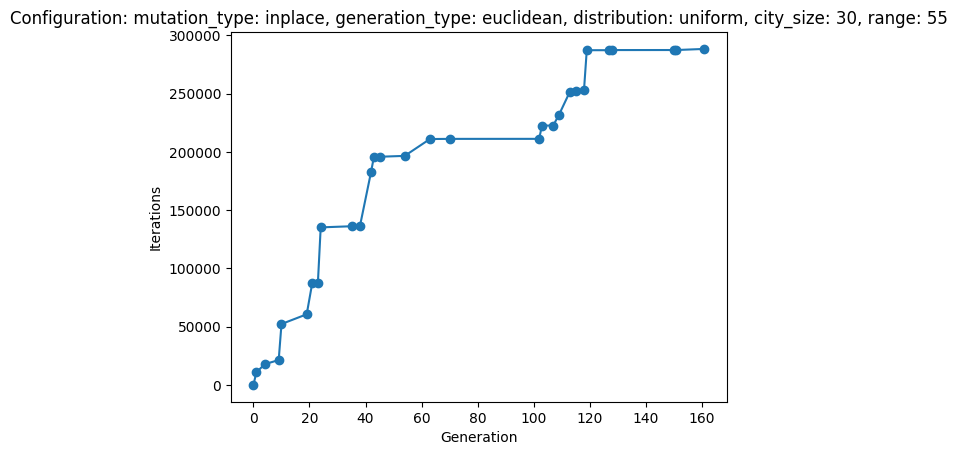 Configuration: mutation_type: inplace, generation_type: euclidean, distribution: uniform, city_size: 30, range: 55
300000
250000
200000
150000
100000
50000
0
Iterations
0 20 40 60 80 100 120 140 160
Generation